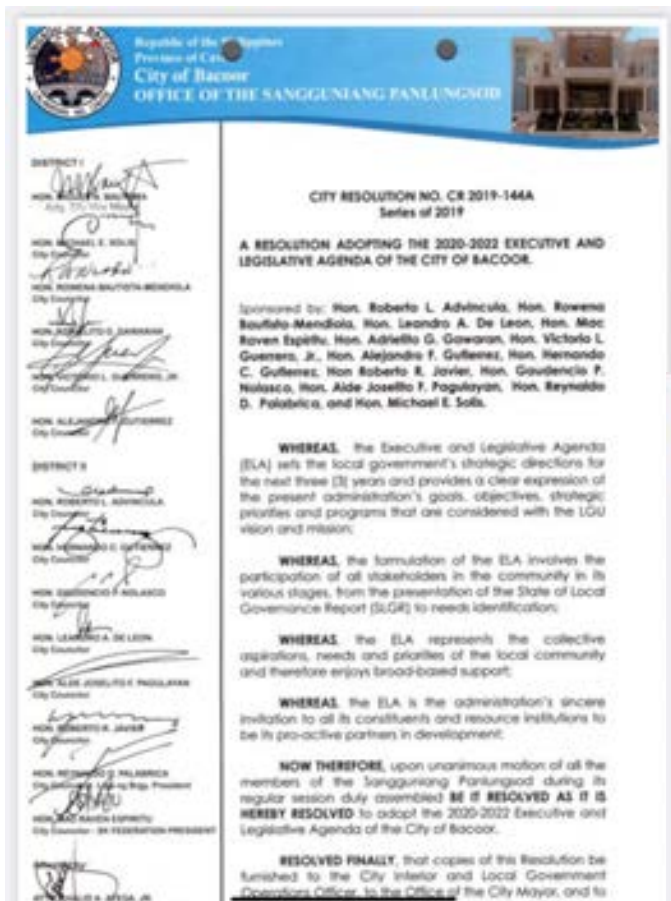 Republic of the Philippines
Province of
City of Bacoor
OFFICE OF THE SANGGUNIANG PANLUNGSOD
DISTRICT I
HON. MICHAEL E. SOLIS
City Councilor
HON. ROWENA BAUTISTA-MENDIOLA
City Councilor
City Councilor
City Councilor
HON. ALEJANDRO F. GUTIERREZ
City Councilor
DISTRICT II
HON. ROBERTO L. ADVINCULA
City Councilor
HON. HERNANDO C. GUTIERREZ
City Councilor
HON. GAUDENCIO P. NOLASCO
City Councilor
HON. LEANDRO A. DE LEON
City Councilor
HON. AIDE JOSELITO F. PAGULAYAN
City Councilor
HON. ROBERTO R. JAVIER
City Councilor
HON. REYNALDO D. PALABRICA
HON. MAC RAVEN ESPIRITU
City Councilor - SK FEDERATION PRESIDENT
CITY RESOLUTION NO. CR 2019-144A
Series of 2019
A RESOLUTION ADOPTING THE 2020-2022 EXECUTIVE AND
LEGISLATIVE AGENDA OF THE CITY OF BACOOR.
Sponsored by: Hon. Roberto L. Advincula, Hon. Rowena
Bautista-Mendiola, Hon. Leandro A. De Leon, Hon. Mac
Raven Espiritu, Hon. Adrielito G. Gawaran, Hon. Victorio L.
Guerrero, Jr., Hon. Alejandro F. Gutierrez, Hon. Hernando
C. Gutierrez, Hon Roberto R. Javier, Hon. Gaudencio P.
Nolasco, Hon. Aide Joselito F. Pagulayan, Hon. Reynaldo
D. Palabrica, and Hon. Michael E. Solis.
WHEREAS, the Executive and Legislative Agenda
(ELA) sets the local government's strategic directions for
the next three (3) years and provides a clear expression of
the present administration's goals, objectives, strategic
priorities and programs that are considered with the LGU
vision and mission;
WHEREAS, the formulation of the ELA involves the
participation of all stakeholders in the community in its
various stages, from the presentation of the State of Local
Governance Report (SLGR) to needs identification;
WHEREAS, the ELA represents the collective
aspirations, needs and priorities of the local community
and therefore enjoys broad-based support;
WHEREAS, the ELA is the administration's sincere
invitation to all its constituents and resource institutions to
be its pro-active partners in development;
NOW THEREFORE, upon unanimous motion of all the
members of the Sangguniang Panlungsod during its
regular session duly assembled BE IT RESOLVED AS IT IS
HEREBY RESOLVED to adopt the 2020-2022 Executive and
Legislative Agenda of the City of Bacoor.
RESOLVED FINALLY, that copies of this Resolution be
furnished to the City Interior and Local Government
Operations Officer, to the Office of the City Mayor, and to